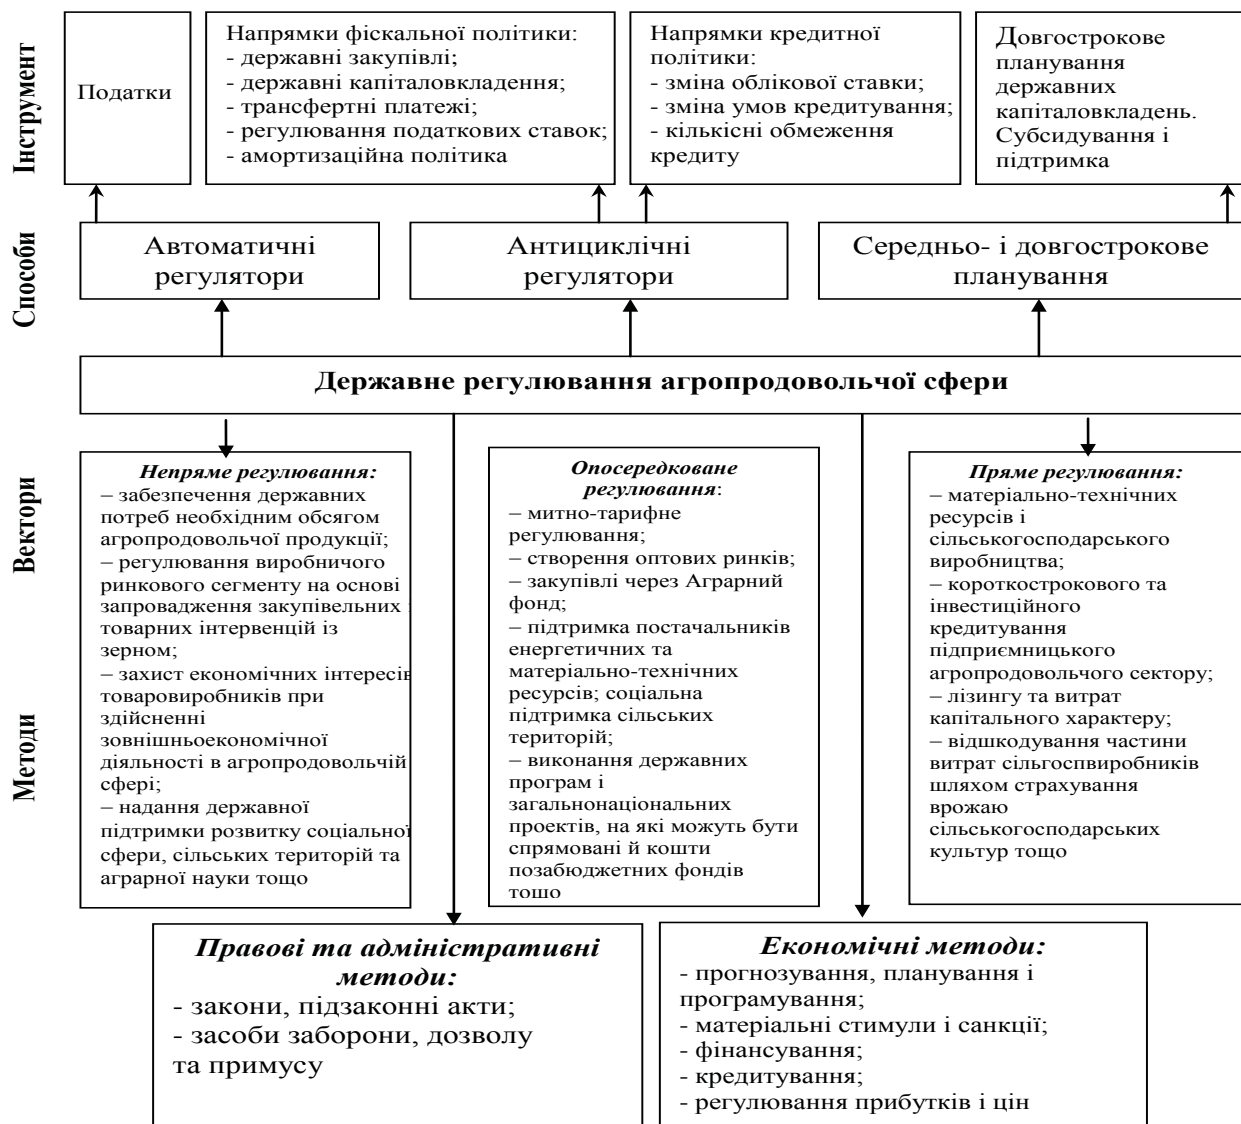 Інструмент
Податки
Напрямки фіскальної політики:
- державні закупівлі;
- державні капіталовкладення;
- трансфертні платежі;
- регулювання податкових ставок;
- амортизаційна політика
Напрямки кредитної
політики:
- зміна облікової ставки;
- зміна умов кредитування;
- кількісні обмеження
кредиту
Довгострокове
планування
державних
капіталовкладень.
Субсидування і
підтримка
Способи
Автоматичні
регулятори
Антициклічні
регулятори
Середньо- і довгострокове
планування
Державне регулювання агропродовольчої сфери
Вектори
Непряме регулювання:
– забезпечення державних
потреб необхідним обсягом
агропродовольчої продукції;
– регулювання виробничого
ринкового сегменту на основі
запровадження закупівельних
товарних інтервенцій із
зерном;
– захист економічних інтересів
товаровиробників при
здійсненні
зовнішньоекономічної
діяльності в агропродовольчій
сфері;
– надання державної
підтримки розвитку соціальної
сфери, сільських територій та
аграрної науки тощо
Опосередковане
регулювання:
– митно-тарифне
регулювання;
– створення оптових ринків;
– закупівлі через Аграрний
фонд;
– підтримка постачальників
енергетичних та
матеріально-технічних
ресурсів; соціальна
підтримка сільських
територій;
– виконання державних
програм і
загальнонаціональних
проектів, на які можуть бути
спрямовані й кошти
позабюджетних фондів
тощо
Пряме регулювання:
– матеріально-технічних
ресурсів і
сільськогосподарського
виробництва;
– короткострокового та
інвестиційного
кредитування
підприємницького
агропродовольчого сектору;
– лізингу та витрат
капітального характеру;
– відшкодування частини
витрат сільгоспвиробників
шляхом страхування
врожаю
сільськогосподарських
культур тощо
Методи
Правові та адміністративні
методи:
- закони, підзаконні акти;
- засоби заборони, дозволу
та примусу
Економічні методи:
- прогнозування, планування і
програмування;
- матеріальні стимули і санкції;
- фінансування;
- кредитування;
- регулювання прибутків і цін